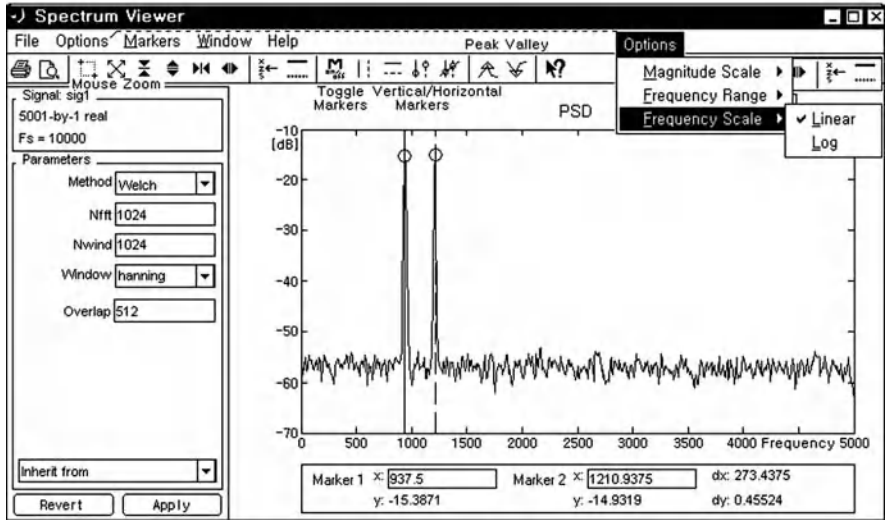 Spectrum Viewer
File Options Markers Window Help
Peak Valley
Options
Mouse Zoom
Toggle Vertical/Horizontal
Markers Markers
Magnitude Scale
Frequency Range
Frequency Scale
Linear
Log
Signal: sig1
5001-by-1 real
Fs = 10000
Parameters
Method Welch
Nfft 1024
Nwind 1024
Window hanning
Overlap 512
Inherit from
Revert Apply
PSD
-10
[dB]
-20
-30
-40
-50
-60
-70
0 500 1000 1500 2000 2500 3000 3500 4000 Frequency 5000
Marker 1 x: 937.5 Marker 2 x: 1210.9375 dx: 273.4375
y: -15.3871 y: -14.9319 dy: 0.45524